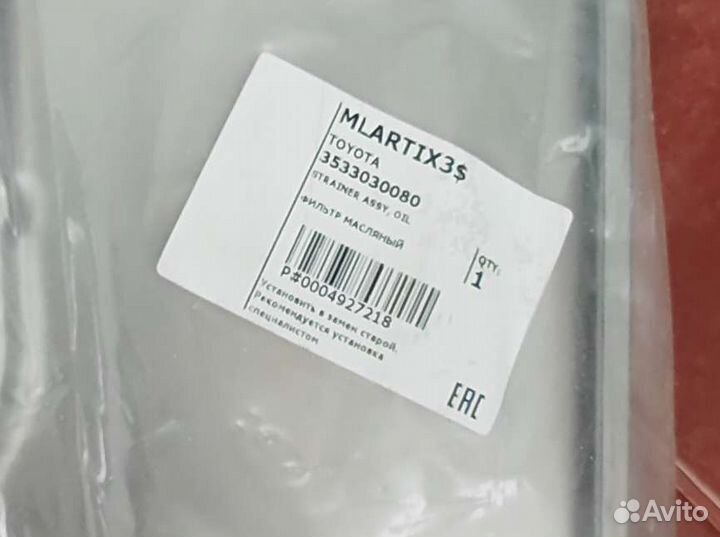 MLARTIX3$
TOYOTA
3533030080
STRAINER ASSY, OIL
ФИЛЬТР МАСЛЯНЫЙ
QTY:
1
P#0004927218
Установить в замен старой.
Рекомендуется установка
специалистом
EAC
Avito